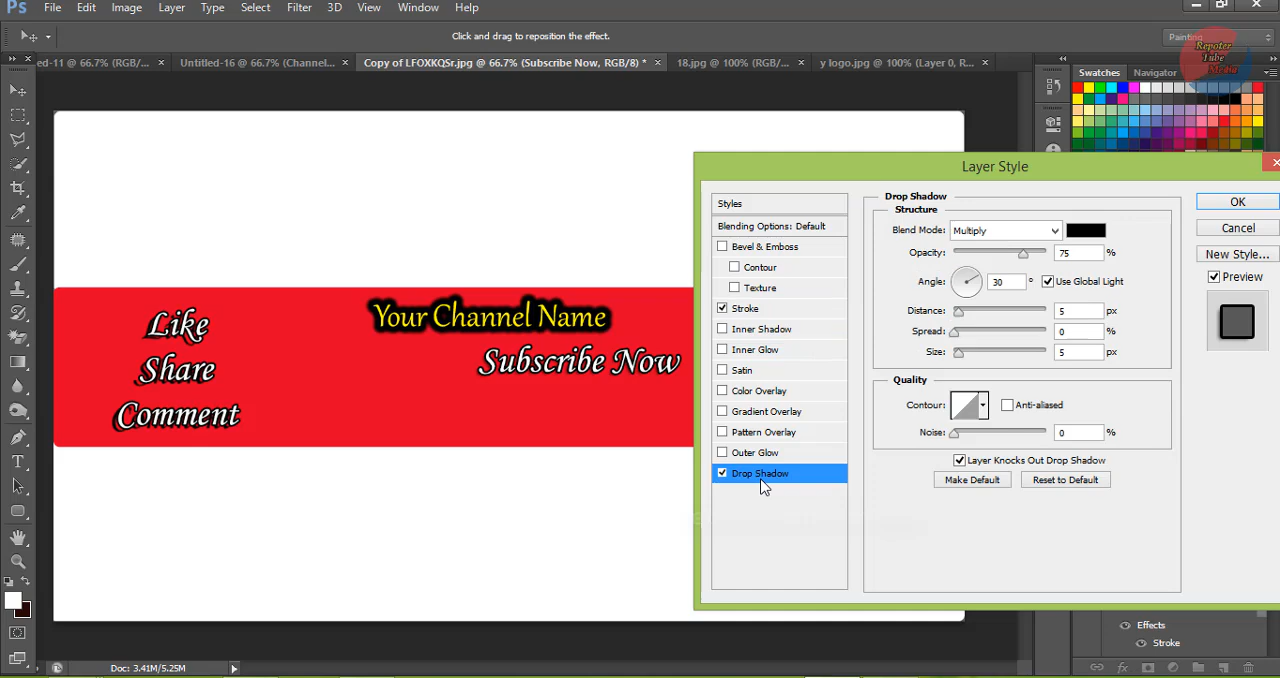 Ps File Edit Image Layer Type Select Filter 3D View Window Help
Click and drag to reposition the effect.
Painting
Repoter
Tube
Media
ed-11 @ 66.7% (RGB/... Untitled-16 @ 66.7% (Channel... Copy of LFOXKQSr.jpg @ 66.7% (Subscribe Now, RGB/8) * 18.jpg @ 100% (RGB/8... y logo.jpg @ 100% (Layer 0, R...
Swatches Navigator
Layer Style
Styles
Blending Options: Default
Bevel & Emboss
Contour
Texture
Stroke
Inner Shadow
Inner Glow
Satin
Color Overlay
Gradient Overlay
Pattern Overlay
Outer Glow
Drop Shadow
Drop Shadow
Structure
Blend Mode: Multiply
Opacity: 75 %
Angle: 30 ° Use Global Light
Distance: 5 px
Spread: 0 %
Size: 5 px
Quality
Contour: Anti-aliased
Noise: 0 %
Layer Knocks Out Drop Shadow
Make Default Reset to Default
OK
Cancel
New Style...
Preview
Like
Share
Comment
Your Channel Name
Subscribe Now
Effects
Stroke
Doc: 3.41M/5.25M
fx